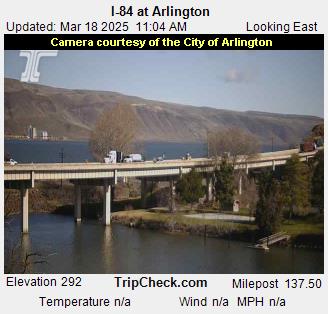 I-84 at Arlington
Updated: Mar 18 2025 11:04 AM Looking East
Camera courtesy of the City of Arlington
Elevation 292 TripCheck.com Milepost 137.50
Temperature n/a Wind n/a MPH n/a